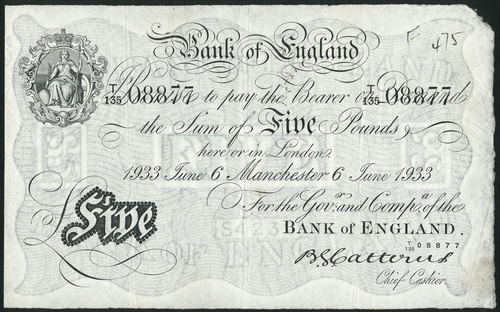 F 475
Bank of England
T/135 08877 to pay the Bearer on Demand T/135 08877
the Sum of Five Pounds
here or in London.
1933 June 6 Manchester 6 June 1933
For the Govr. and Compa. of the
BANK OF ENGLAND.
T/135 08877
£ Five
B.G. Catterns
Chief Cashier.